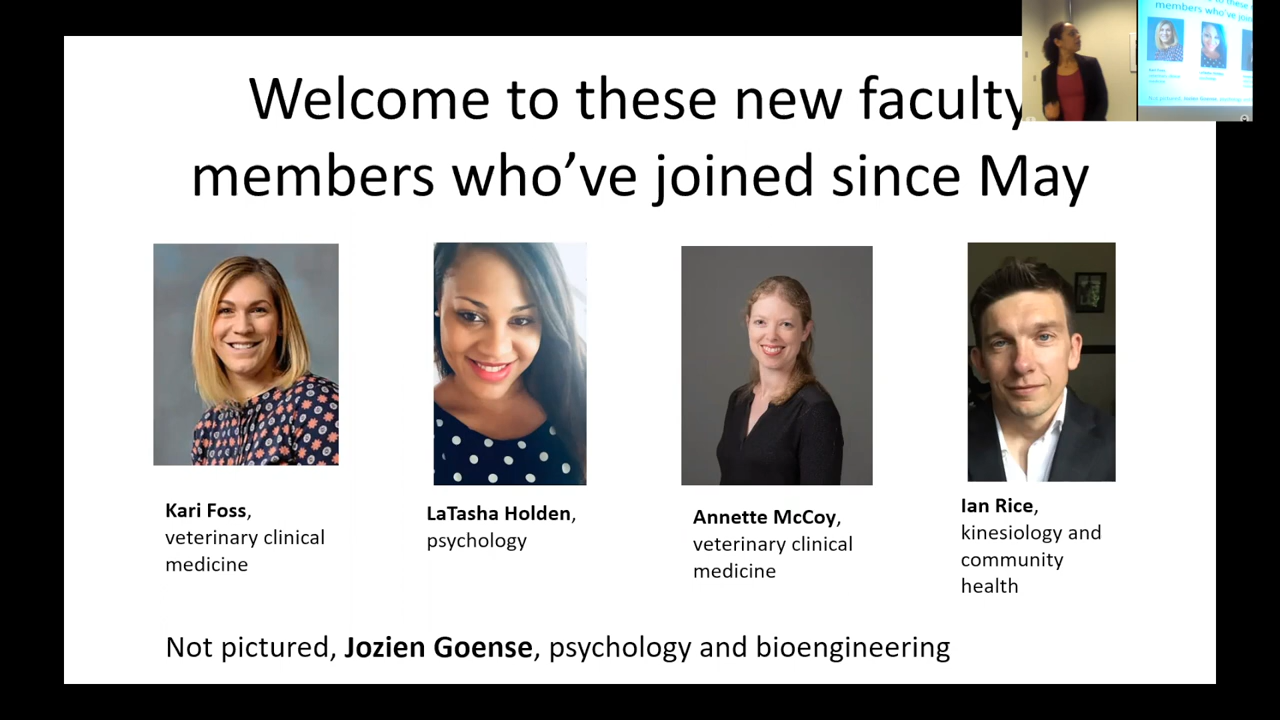 Welcome to these new faculty
members who’ve joined since May
Kari Foss,
veterinary clinical
medicine
LaTasha Holden,
psychology
Annette McCoy,
veterinary clinical
medicine
Ian Rice,
kinesiology and
community
health
Not pictured, Jozien Goense, psychology and bioengineering